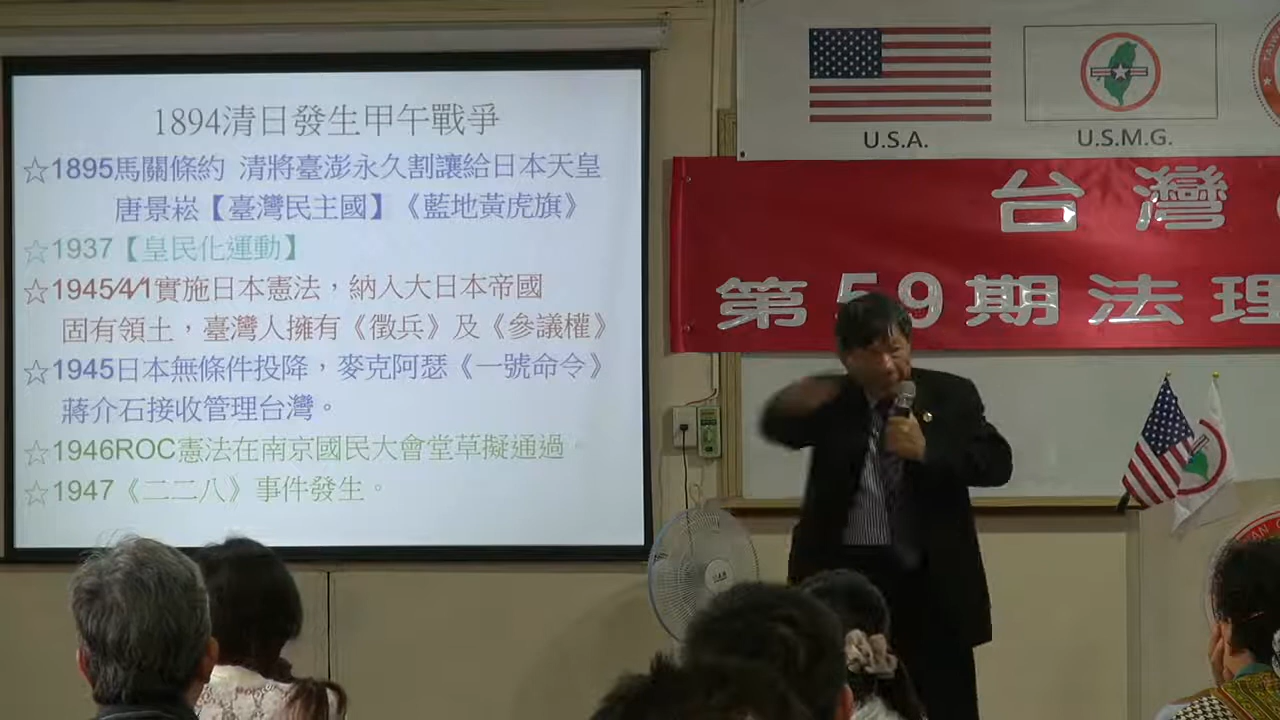 1894清日發生甲午戰爭
☆1895馬關條約 清將臺澎永久割讓給日本天皇
唐景崧【臺灣民主國】《藍地黃虎旗》
☆1937【皇民化運動】
☆1945/4/1實施日本憲法，納入大日本帝國
固有領土，臺灣人擁有《徵兵》及《參議權》
☆1945日本無條件投降，麥克阿瑟《一號命令》
蔣介石接收管理台灣。
☆1946ROC憲法在南京國民大會堂草擬通過。
☆1947《二二八》事件發生。
U.S.A.
U.S.M.G.
台灣
第59期法理